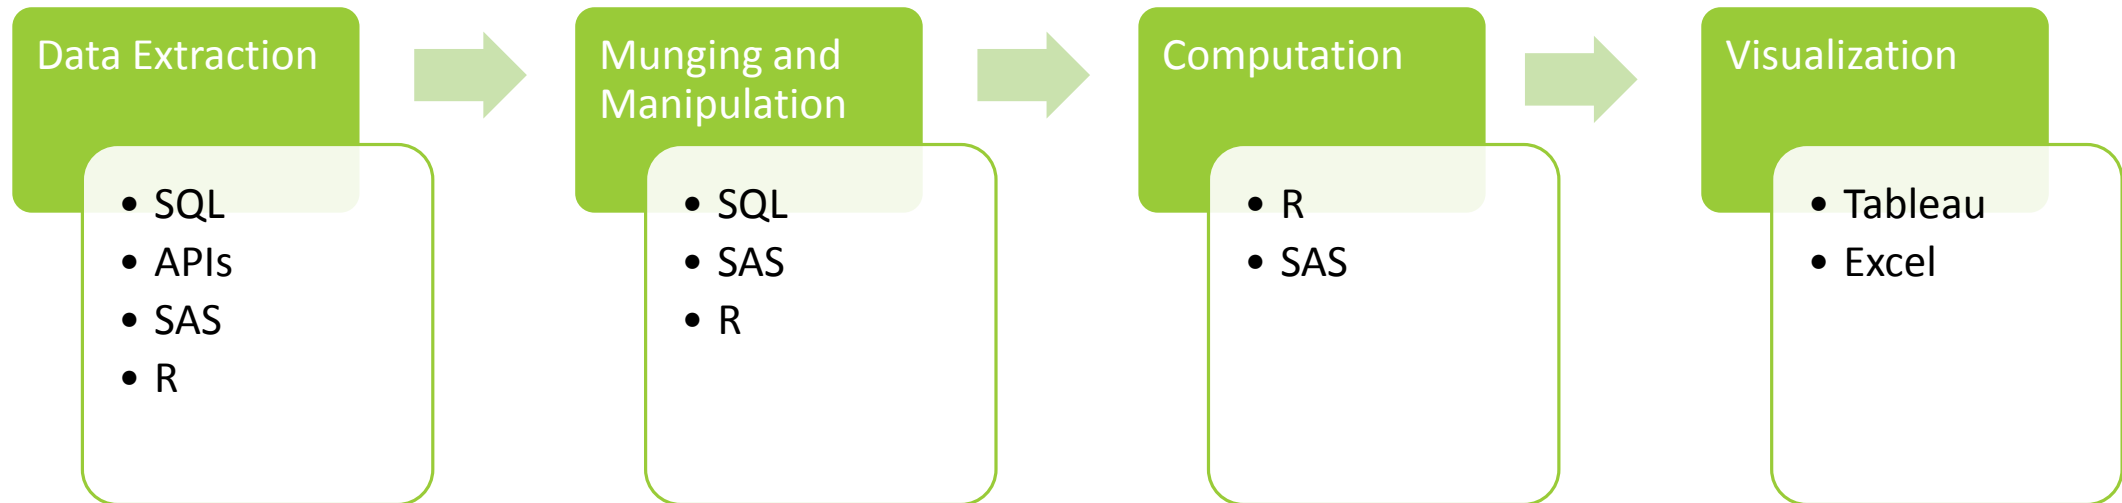 Data Extraction
• SQL
• APIs
• SAS
• R
Munging and
Manipulation
• SQL
• SAS
• R
Computation
• R
• SAS
Visualization
• Tableau
• Excel